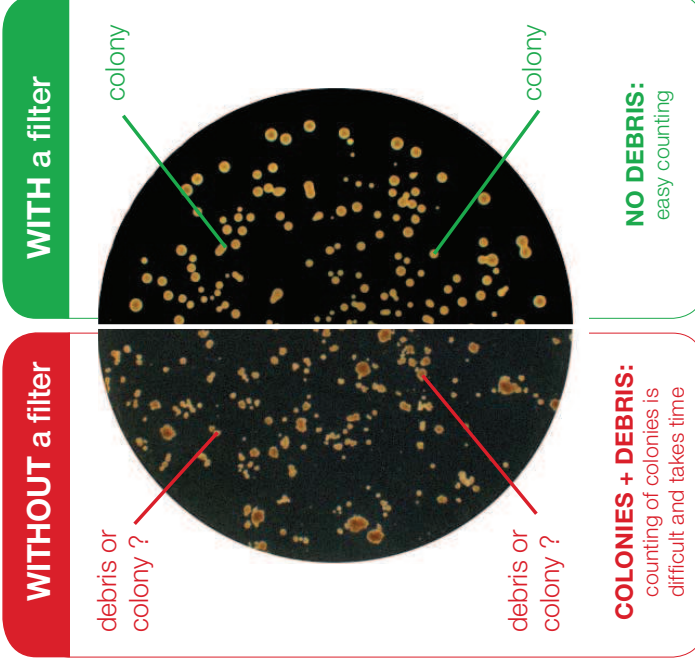 WITHOUT a filter
debris or
colony ?
debris or
colony ?
COLONIES + DEBRIS:
counting of colonies is
difficult and takes time
WITH a filter
colony
colony
NO DEBRIS:
easy counting